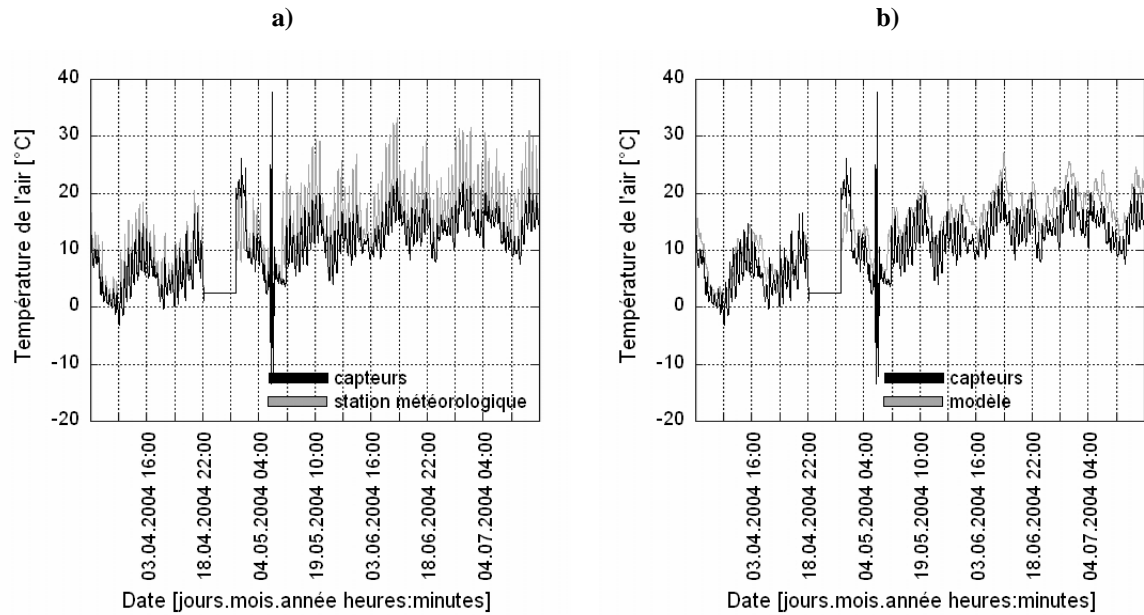 a)
40
30
20
10
0
-10
-20
Température de l'air [°C]
capteurs
station météorologique
03.04.2004 16:00
18.04.2004 22:00
04.05.2004 04:00
19.05.2004 10:00
03.06.2004 16:00
18.06.2004 22:00
04.07.2004 04:00
Date [jours.mois.année heures:minutes]
b)
40
30
20
10
0
-10
-20
Température de l'air [°C]
capteurs
modèle
03.04.2004 16:00
18.04.2004 22:00
04.05.2004 04:00
19.05.2004 10:00
03.06.2004 16:00
18.06.2004 22:00
04.07.2004 04:00
Date [jours.mois.année heures:minutes]